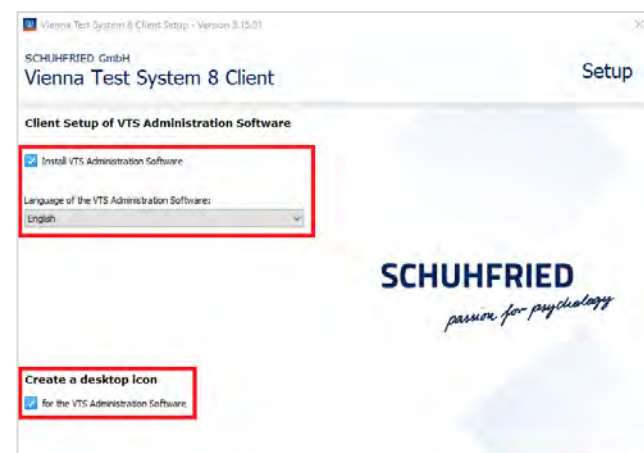 Vienna Test System 8 Client Setup - Version 8.15.01
SCHUHFRIED GmbH
Vienna Test System 8 Client
Setup
Client Setup of VTS Administration Software
Install VTS Administration Software
Language of the VTS Administration Software:
English
SCHUHFRIED
passion for psychology
Create a desktop icon
for the VTS Administration Software